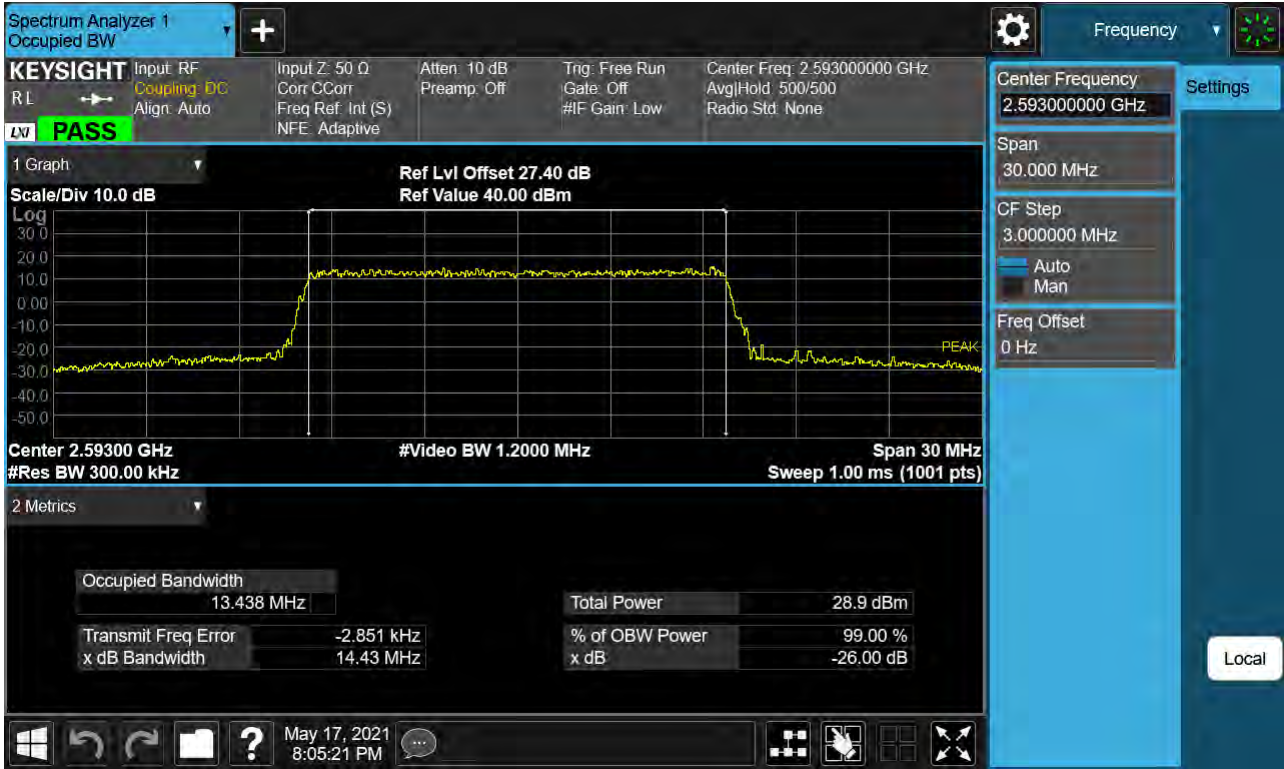 Spectrum Analyzer 1
Occupied BW
Frequency
KEYSIGHT
R L
LXI
PASS
Input: RF
Coupling: DC
Align: Auto
Input Z: 50 Ω
Corr CCorr
Freq Ref: Int (S)
NFE: Adaptive
Atten: 10 dB
Preamp: Off
Trig: Free Run
Gate: Off
#IF Gain: Low
Center Freq: 2.593000000 GHz
Avg|Hold: 500/500
Radio Std: None
Center Frequency
2.593000000 GHz
Settings
Span
30.000 MHz
CF Step
3.000000 MHz
Auto
Man
Freq Offset
0 Hz
Local
1 Graph
Scale/Div 10.0 dB
Ref Lvl Offset 27.40 dB
Ref Value 40.00 dBm
Log
30.0
20.0
10.0
0.00
-10.0
-20.0
-30.0
-40.0
-50.0
PEAK
Center 2.59300 GHz
#Video BW 1.2000 MHz
Span 30 MHz
#Res BW 300.00 kHz
Sweep 1.00 ms (1001 pts)
2 Metrics
Occupied Bandwidth
13.438 MHz
Total Power 28.9 dBm
Transmit Freq Error -2.851 kHz
% of OBW Power 99.00 %
x dB Bandwidth 14.43 MHz
x dB -26.00 dB
May 17, 2021
8:05:21 PM